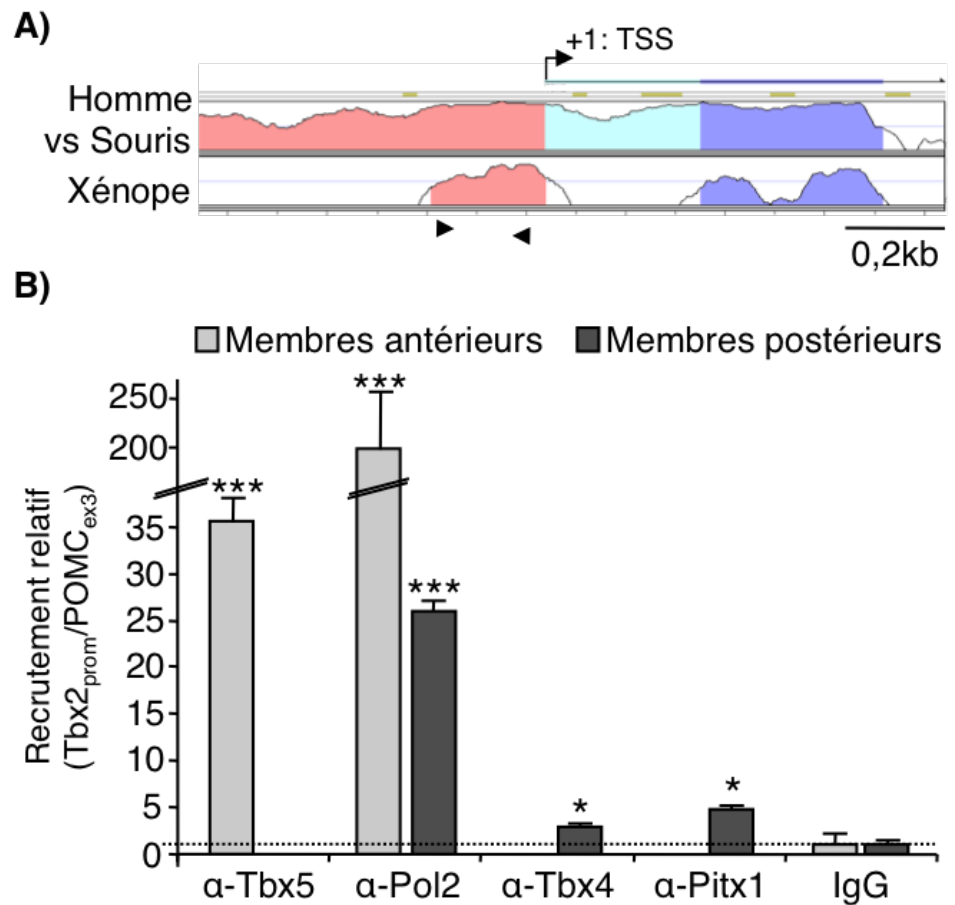 A)
+1: TSS
Homme
vs Souris
Xénope
0,2kb
B)
Membres antérieurs
Membres postérieurs
Recrutement relatif
(Tbx2prom/POMCex3)
250
200
35
30
25
20
15
10
5
0
***
***
***
*
*
α-Tbx5
α-Pol2
α-Tbx4
α-Pitx1
IgG